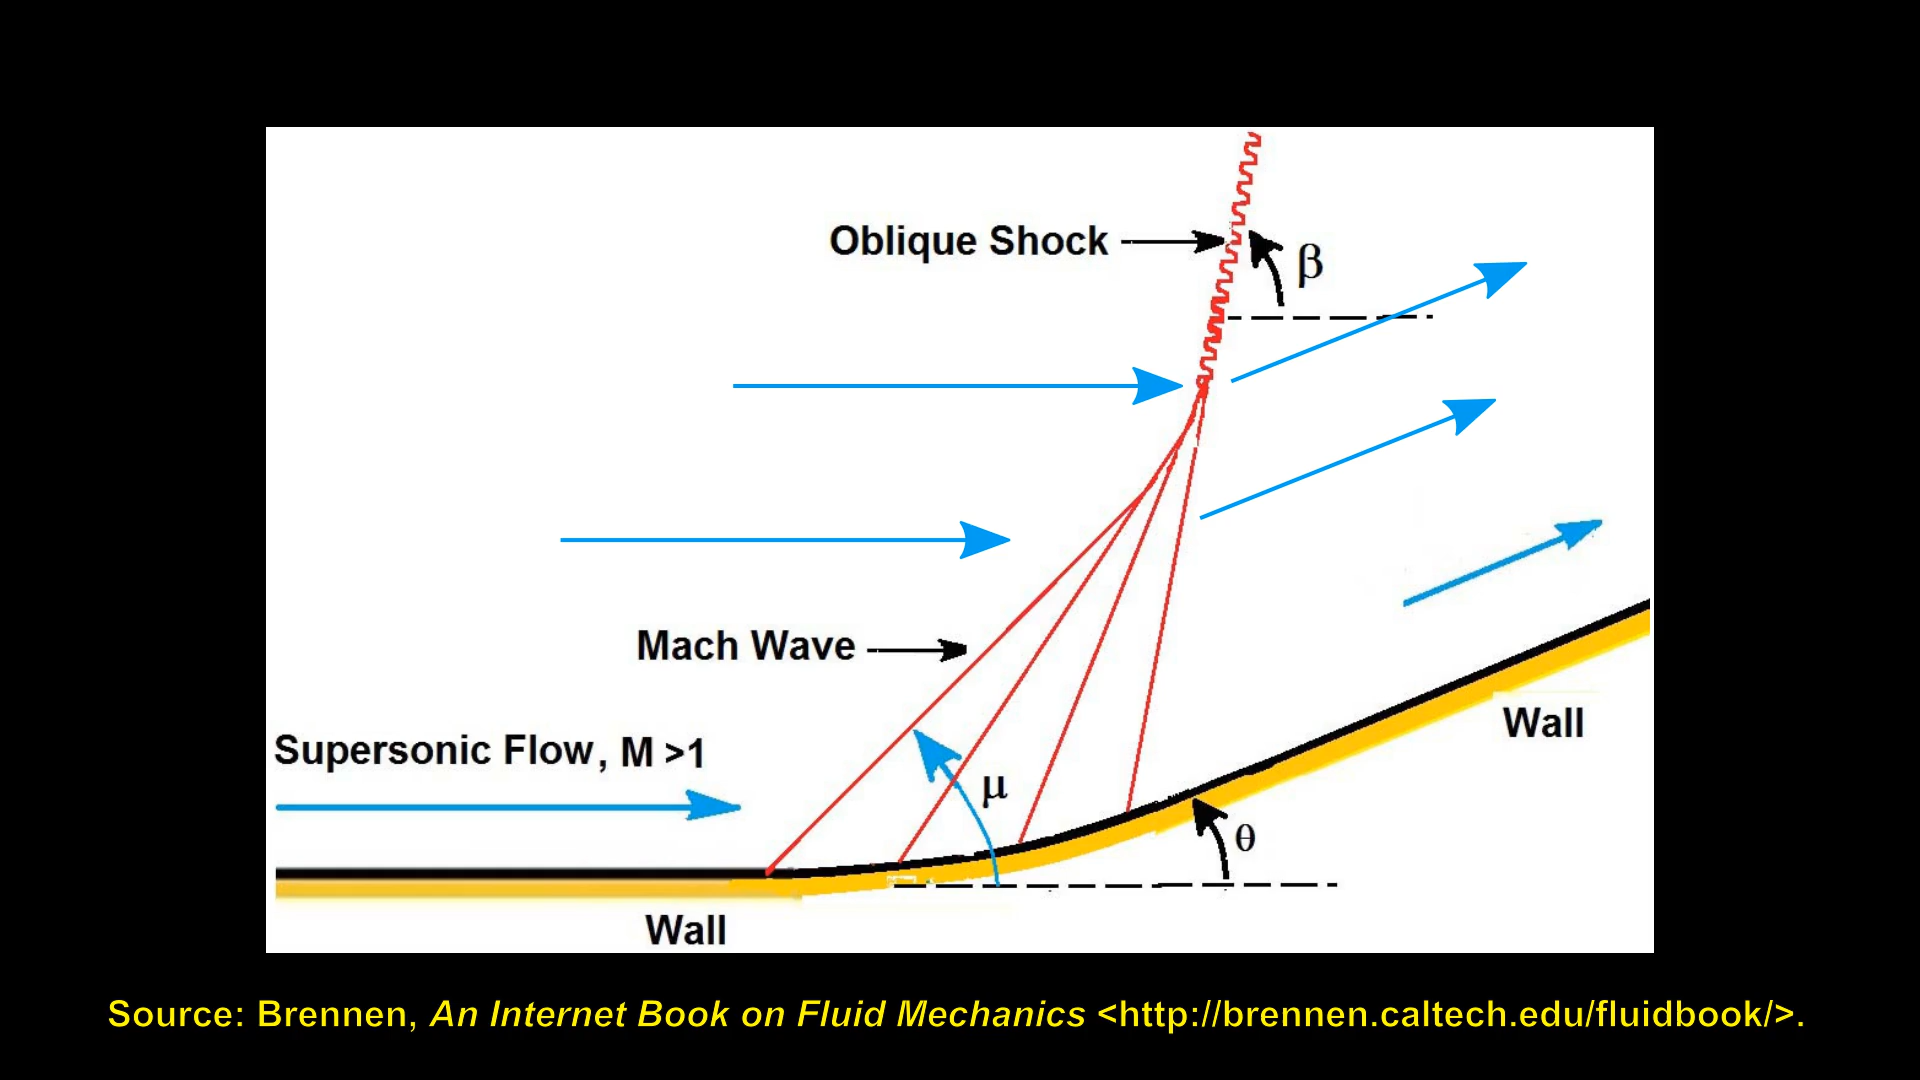 Oblique Shock
β
Mach Wave
Supersonic Flow, M >1
μ
Wall
θ
Wall
Source: Brennen, An Internet Book on Fluid Mechanics <http://brennen.caltech.edu/fluidbook/>.